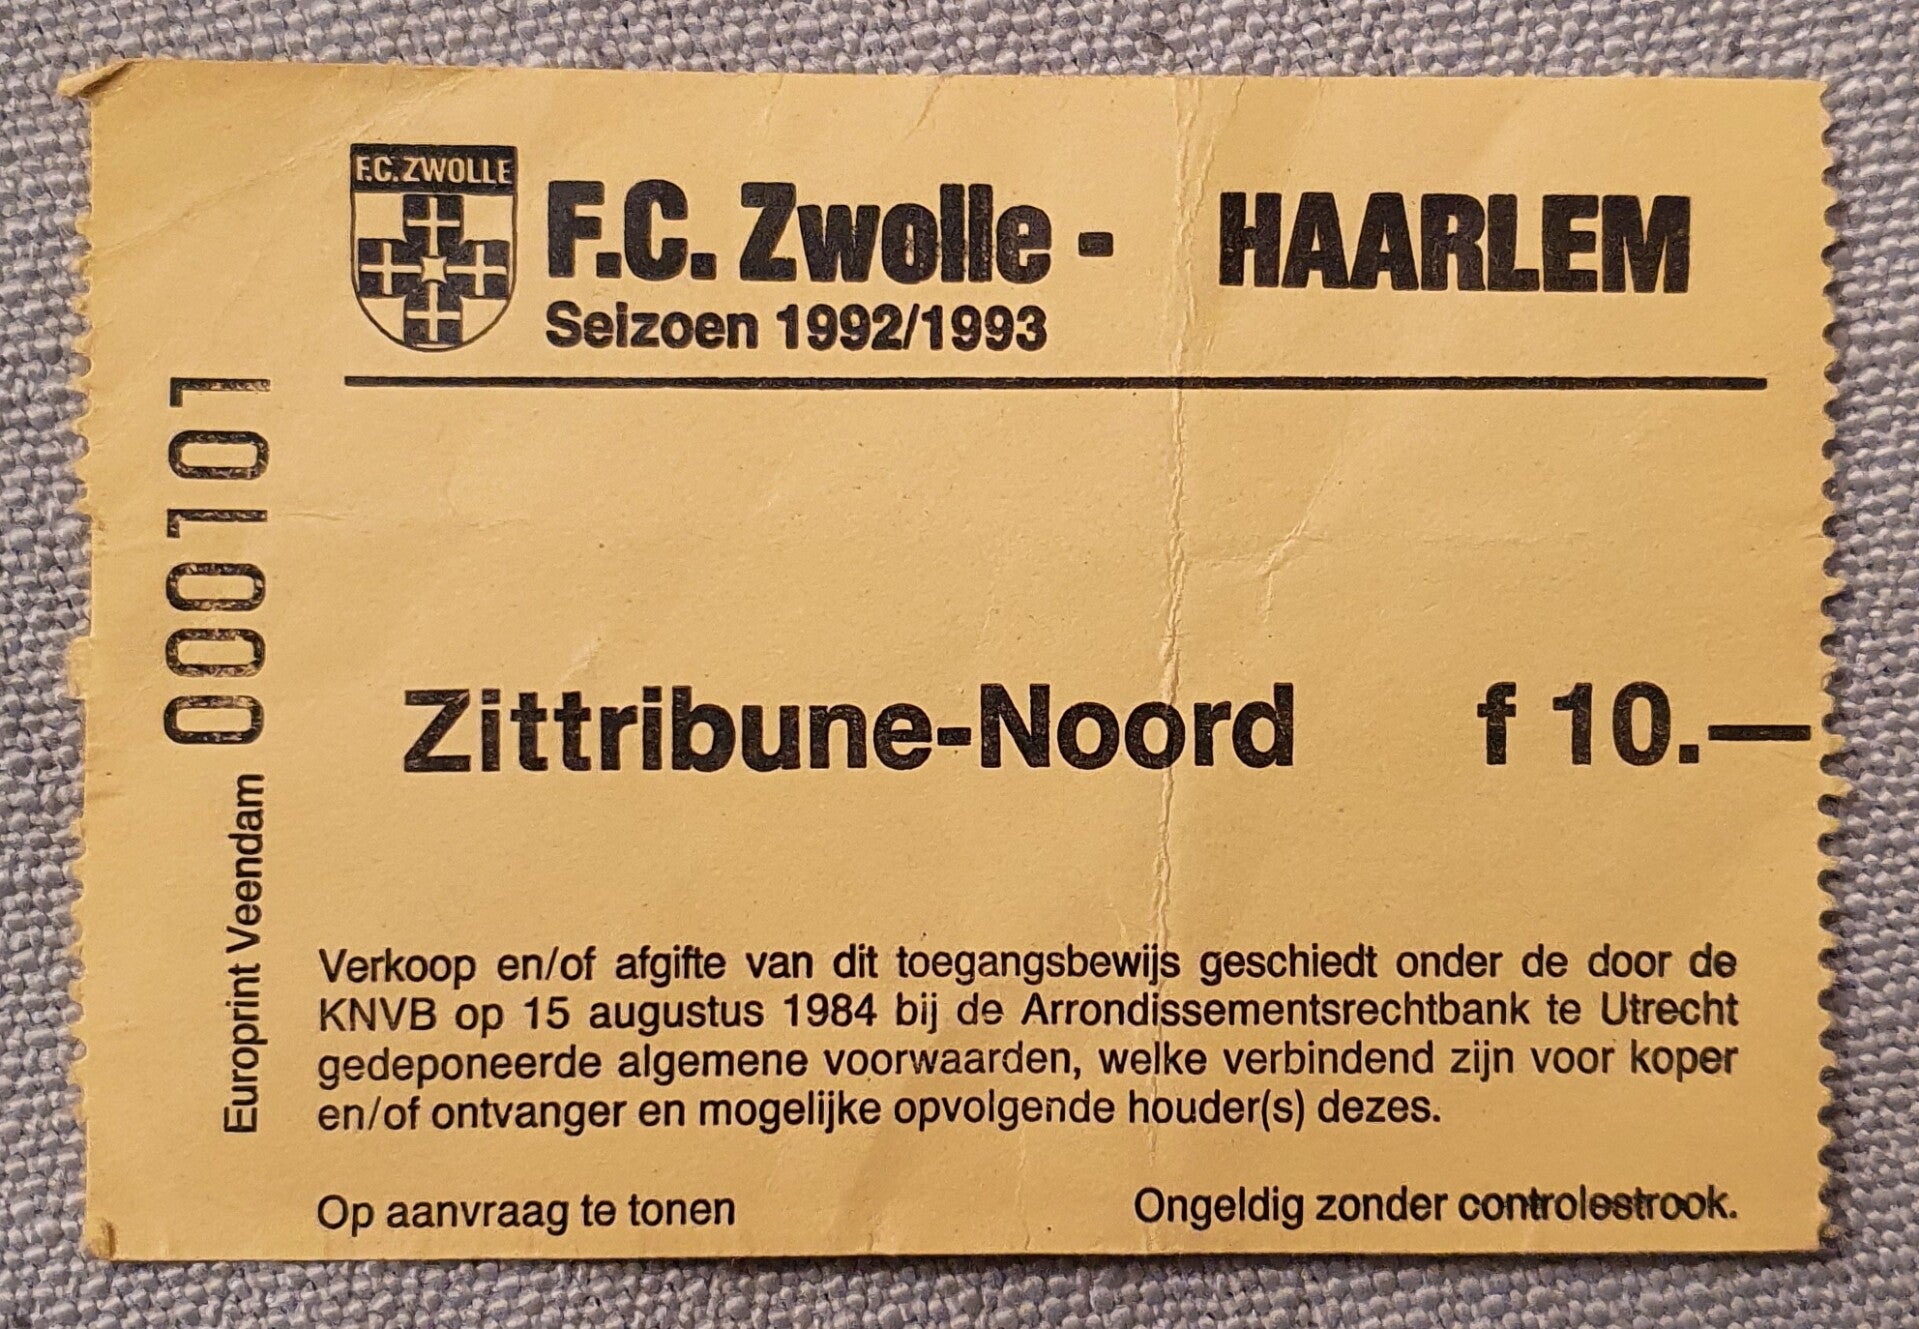 F.C. ZWOLLE
F.C. Zwolle - HAARLEM
Seizoen 1992/1993
000101
Zittribune-Noord f 10.—
Europrint Veendam
Verkoop en/of afgifte van dit toegangsbewijs geschiedt onder de door de
KNVB op 15 augustus 1984 bij de Arrondissementsrechtbank te Utrecht
gedeponeerde algemene voorwaarden, welke verbindend zijn voor koper
en/of ontvanger en mogelijke opvolgende houder(s) dezes.
Op aanvraag te tonen Ongeldig zonder controlestrook.